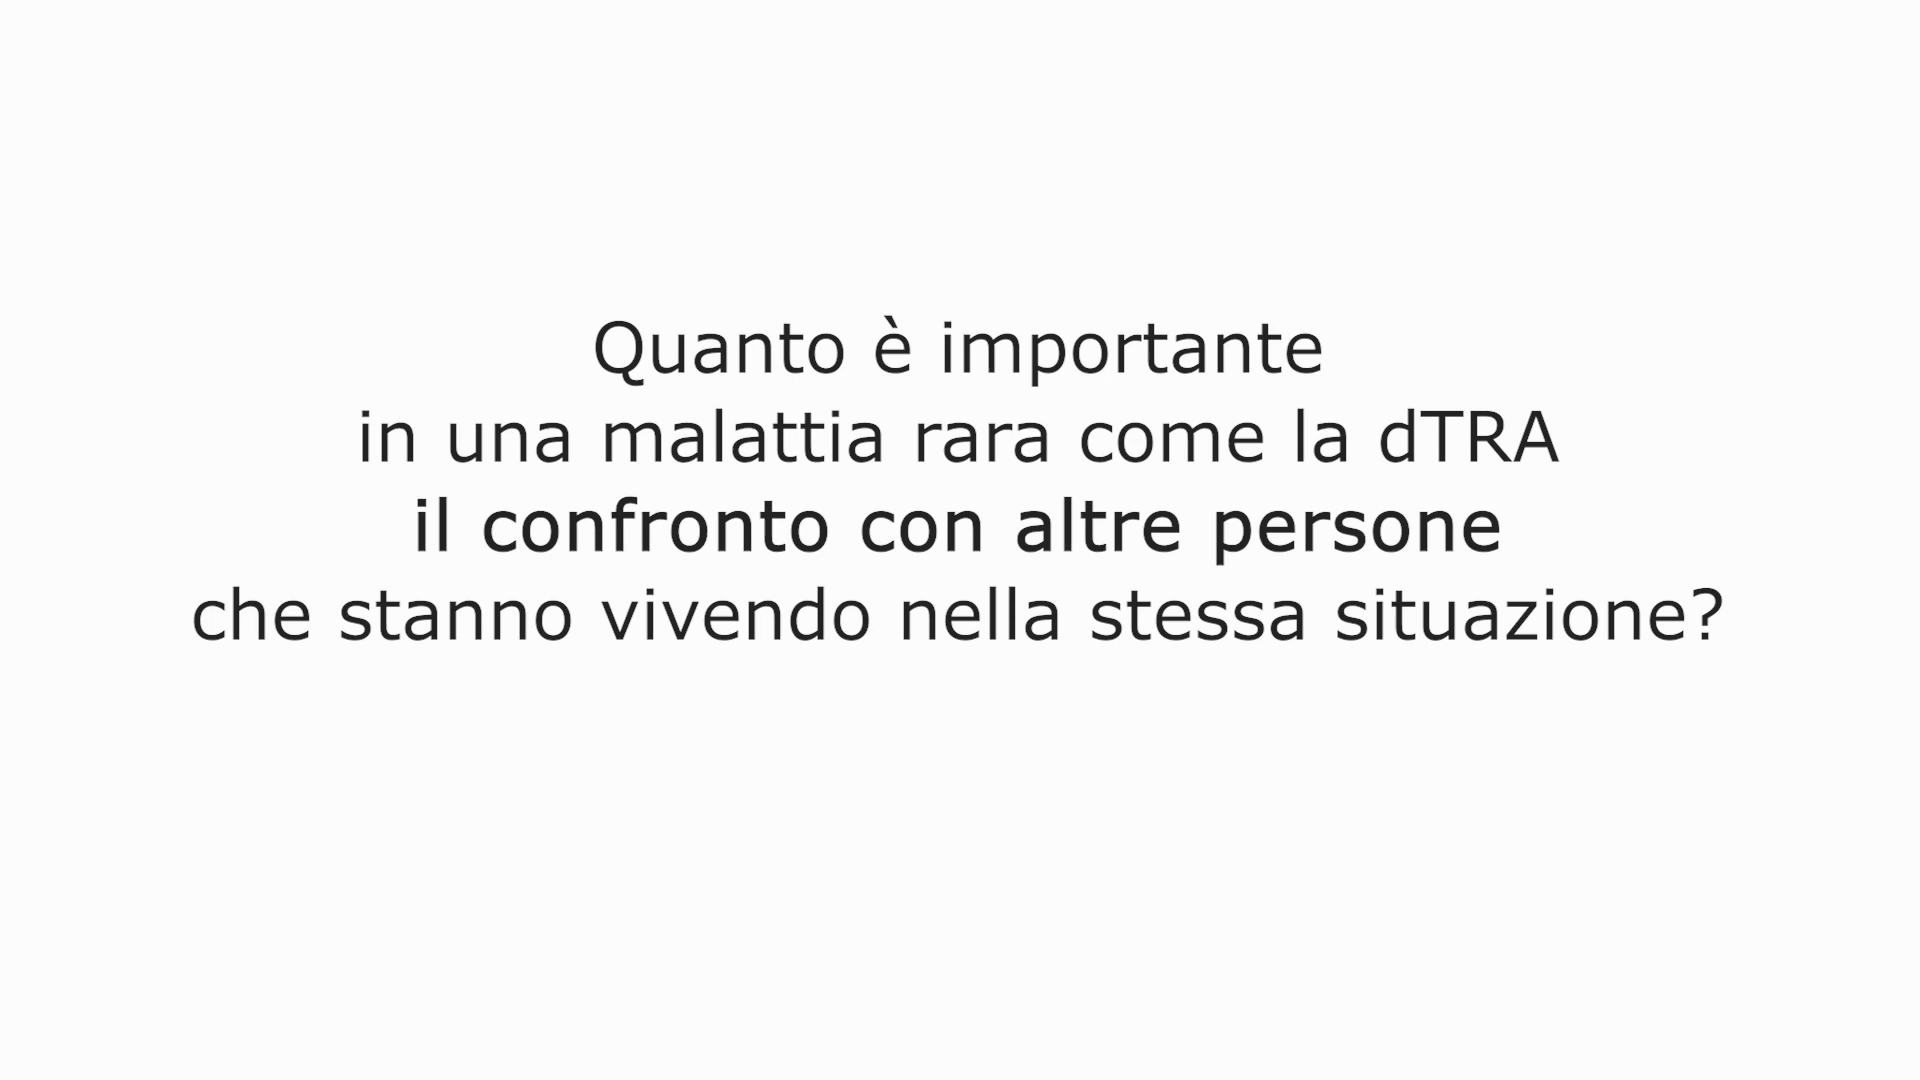 Quanto è importante
in una malattia rara come la dTRA
il confronto con altre persone
che stanno vivendo nella stessa situazione?